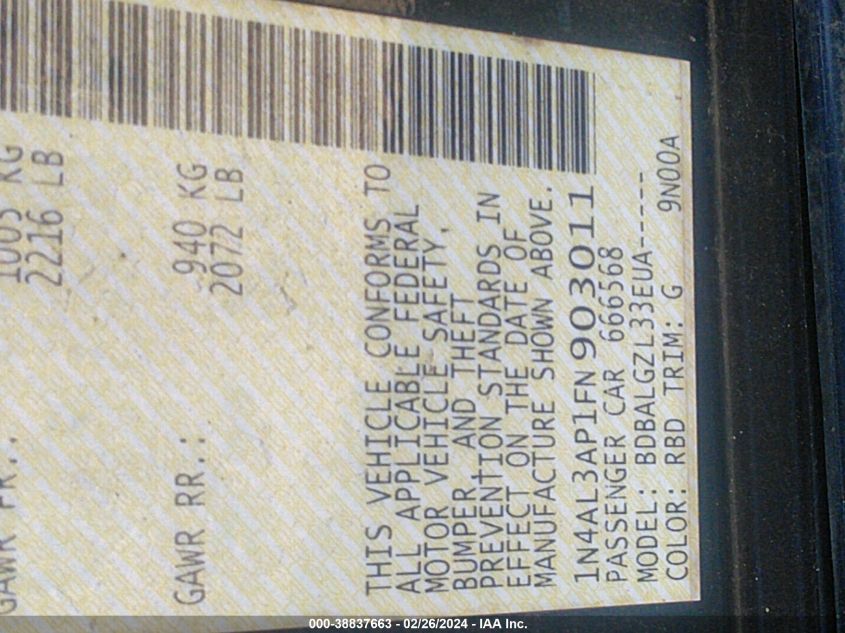 GAWR FR.: 1005 KG
2216 LB
GAWR RR.: 940 KG
2072 LB
THIS VEHICLE CONFORMS TO
ALL APPLICABLE FEDERAL
MOTOR VEHICLE SAFETY,
BUMPER, AND THEFT
PREVENTION STANDARDS IN
EFFECT ON THE DATE OF
MANUFACTURE SHOWN ABOVE.
1N4AL3AP1FN903011
PASSENGER CAR 666568
MODEL: BDBALGZL33EUA-----
COLOR: RBD TRIM: G 9N00A
000-38837663 - 02/26/2024 - IAA Inc.